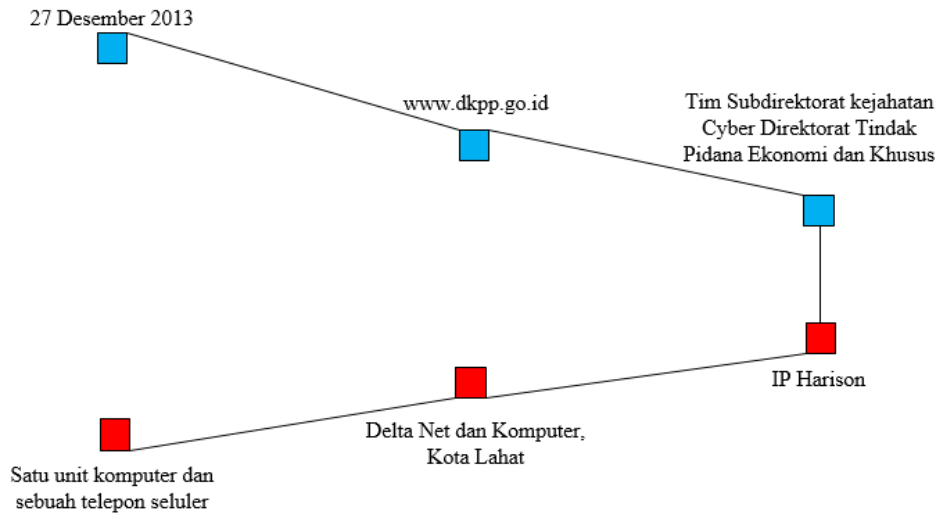 27 Desember 2013
www.dkpp.go.id
Tim Subdirektorat kejahatan
Cyber Direktorat Tindak
Pidana Ekonomi dan Khusus
IP Harison
Delta Net dan Komputer,
Kota Lahat
Satu unit komputer dan
sebuah telepon seluler